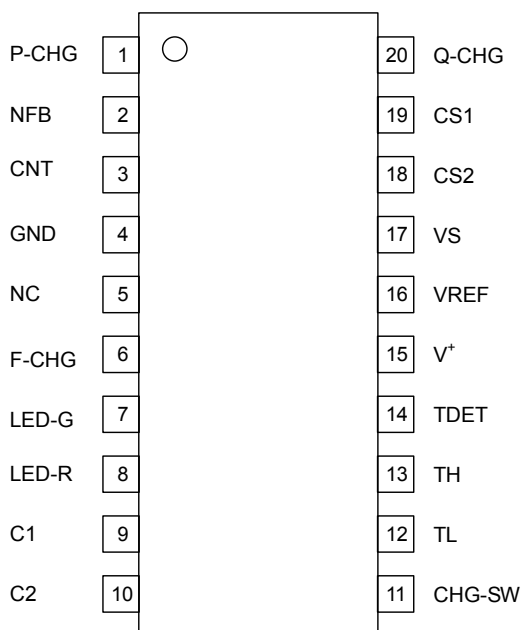 P-CHG 1 20 Q-CHG
NFB 2 19 CS1
CNT 3 18 CS2
GND 4 17 VS
NC 5 16 VREF
F-CHG 6 15 V⁺
LED-G 7 14 TDET
LED-R 8 13 TH
C1 9 12 TL
C2 10 11 CHG-SW